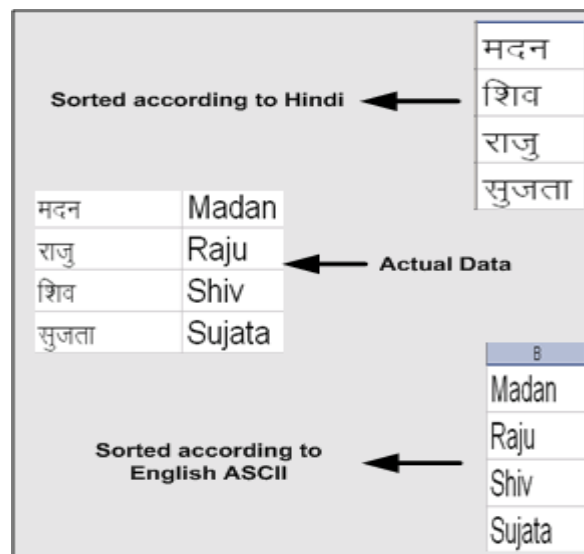 मदन
शिव
राजु
सुजता
Sorted according to Hindi
मदन Madan
राजु Raju
शिव Shiv
सुजता Sujata
Actual Data
B
Madan
Raju
Shiv
Sujata
Sorted according to
English ASCII